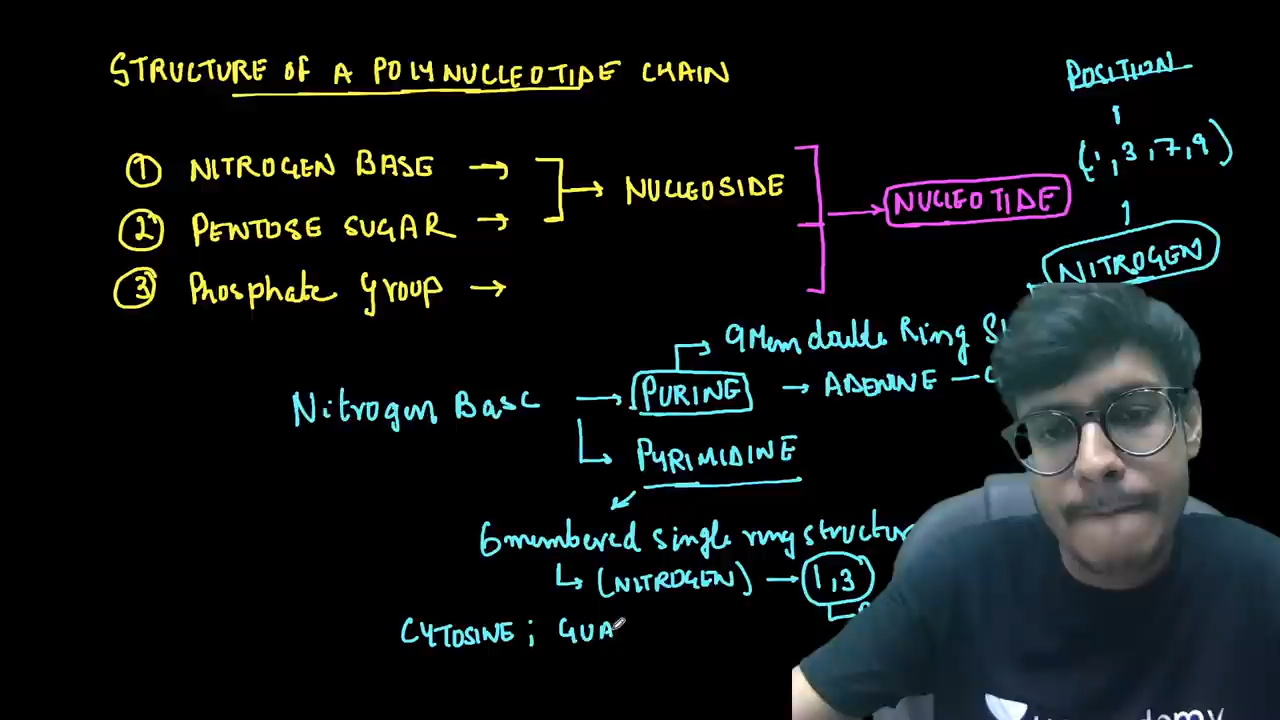 STRUCTURE OF A POLYNUCLEOTIDE CHAIN
POSITION
(1, 3, 7, 9)
① NITROGEN BASE →
② PENTOSE SUGAR →
→ NUCLEOSIDE
③ Phosphate Group →
→ NUCLEOTIDE
NITROGEN
9 Mem double Ring
Nitrogen Base → PURINE → ADENINE —
PYRIMIDINE
6 membered single ring structure
↳ (NITROGEN) → 1,3
CYTOSINE ; GUA